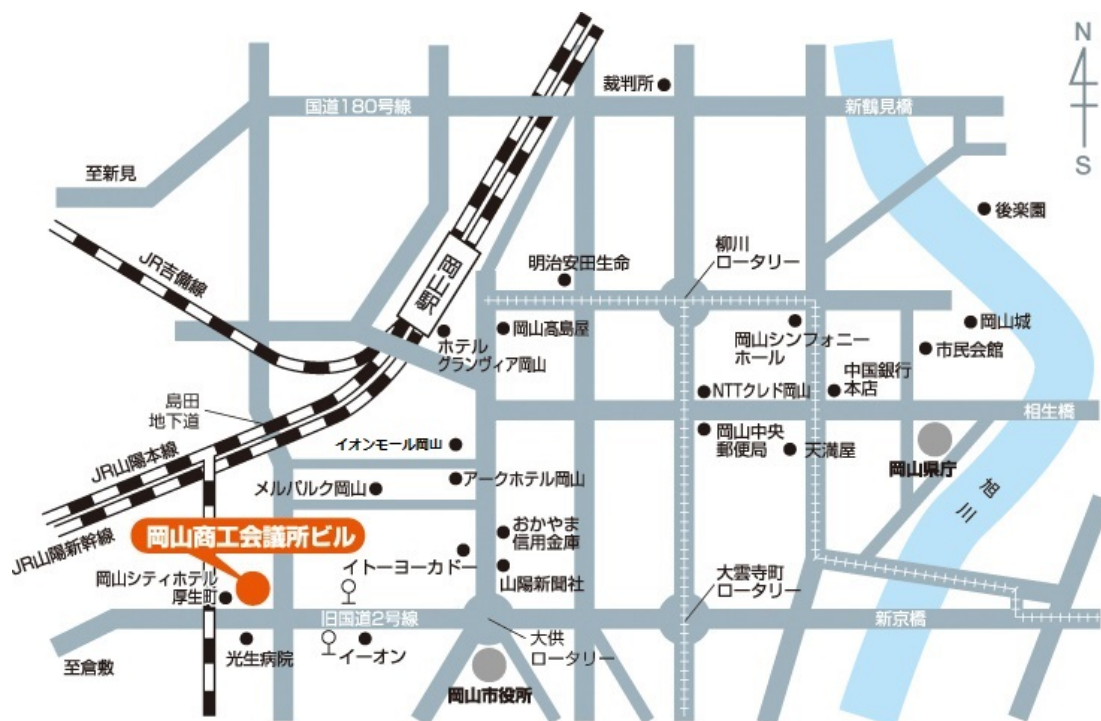 N
裁判所
国道180号線
新鶴見橋
S
至新見
後楽園
柳川
ロータリー
JR吉備線
明治安田生命
岡山駅
岡山髙島屋
岡山シンフォニー
ホール
岡山城
市民会館
ホテル
グランヴィア岡山
中国銀行
本店
NTTクレド岡山
島田
地下道
相生橋
イオンモール岡山
岡山中央
郵便局
天満屋
岡山県庁
JR山陽本線
アークホテル岡山
メルパルク岡山
旭川
JR山陽新幹線
岡山商工会議所ビル
おかやま
信用金庫
イトーヨーカドー
山陽新聞社
岡山シティホテル
厚生町
大雲寺町
ロータリー
旧国道2号線
新京橋
光生病院
イーオン
大供
ロータリー
至倉敷
岡山市役所